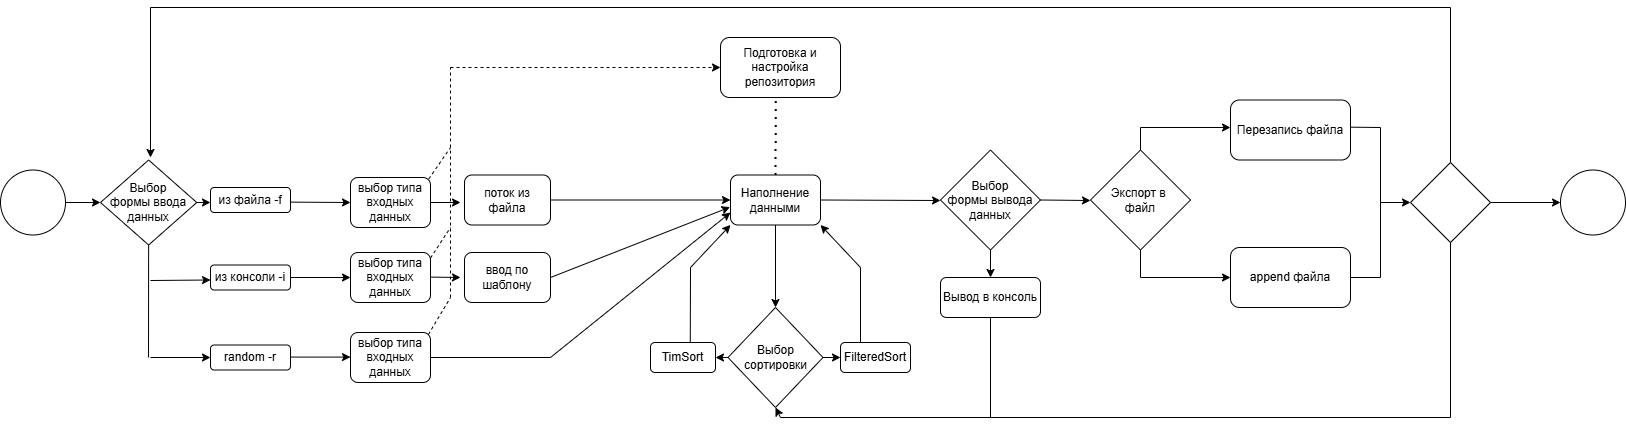 Подготовка и
настройка
репозитория
Выбор
формы ввода
данных
из файла -f
выбор типа
входных
данных
поток из
файла
из консоли -i
выбор типа
входных
данных
ввод по
шаблону
random -r
выбор типа
входных
данных
Наполнение
данными
TimSort
Выбор
сортировки
FilteredSort
Выбор
формы вывода
данных
Вывод в консоль
Экспорт в
файл
Перезапись файла
append файла